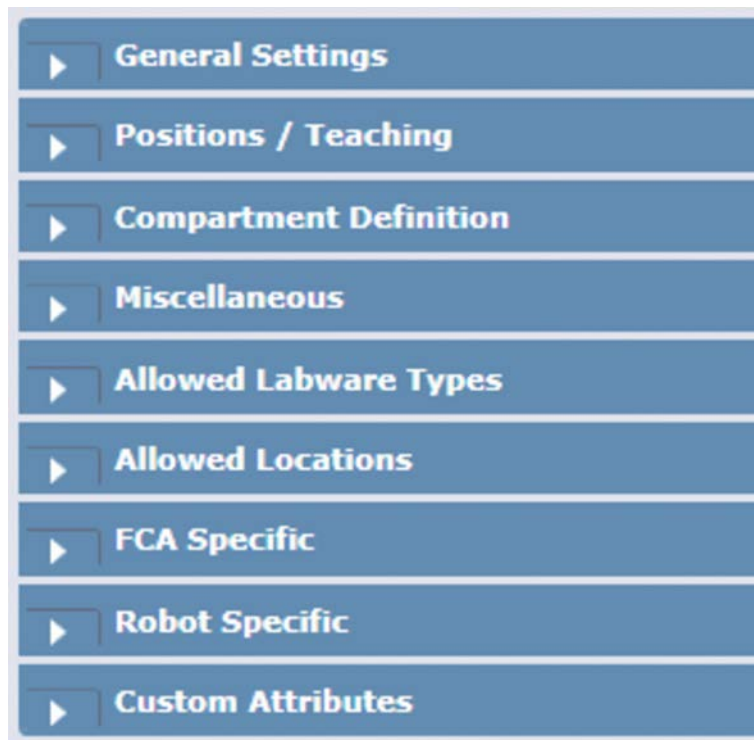 General Settings
Positions / Teaching
Compartment Definition
Miscellaneous
Allowed Labware Types
Allowed Locations
FCA Specific
Robot Specific
Custom Attributes